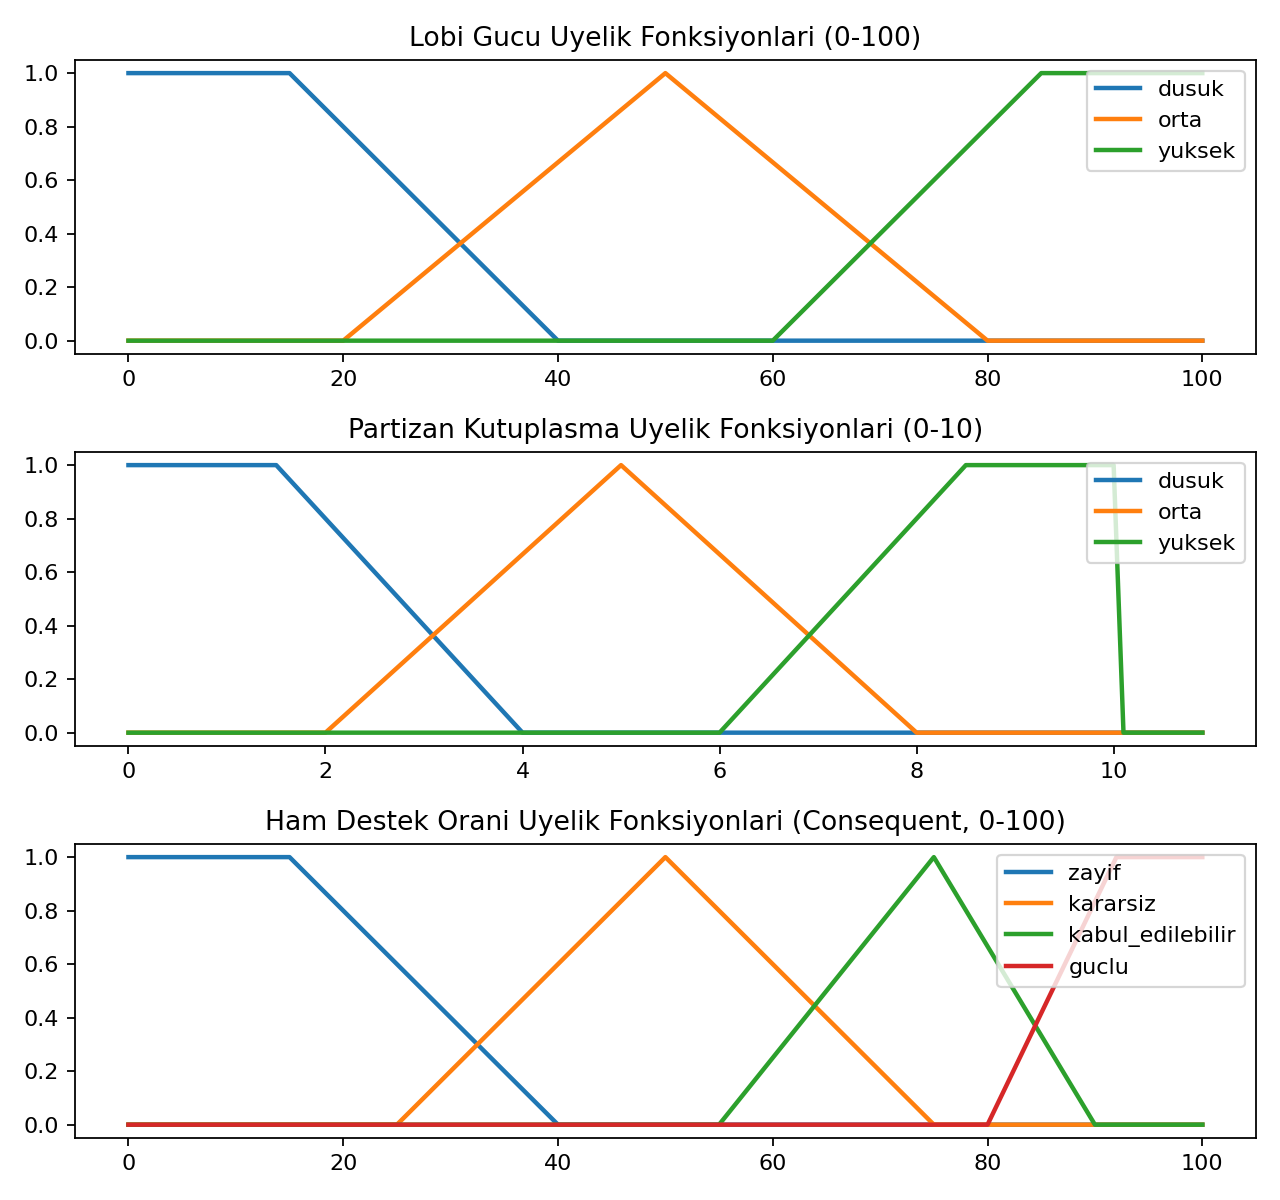 Lobi Gucu Uyelik Fonksiyonlari (0-100)
1.0
0.8
0.6
0.4
0.2
0.0
0 20 40 60 80 100
dusuk
orta
yuksek
Partizan Kutuplasma Uyelik Fonksiyonlari (0-10)
1.0
0.8
0.6
0.4
0.2
0.0
0 2 4 6 8 10
dusuk
orta
yuksek
Ham Destek Orani Uyelik Fonksiyonlari (Consequent, 0-100)
1.0
0.8
0.6
0.4
0.2
0.0
0 20 40 60 80 100
zayif
kararsiz
kabul_edilebilir
guclu